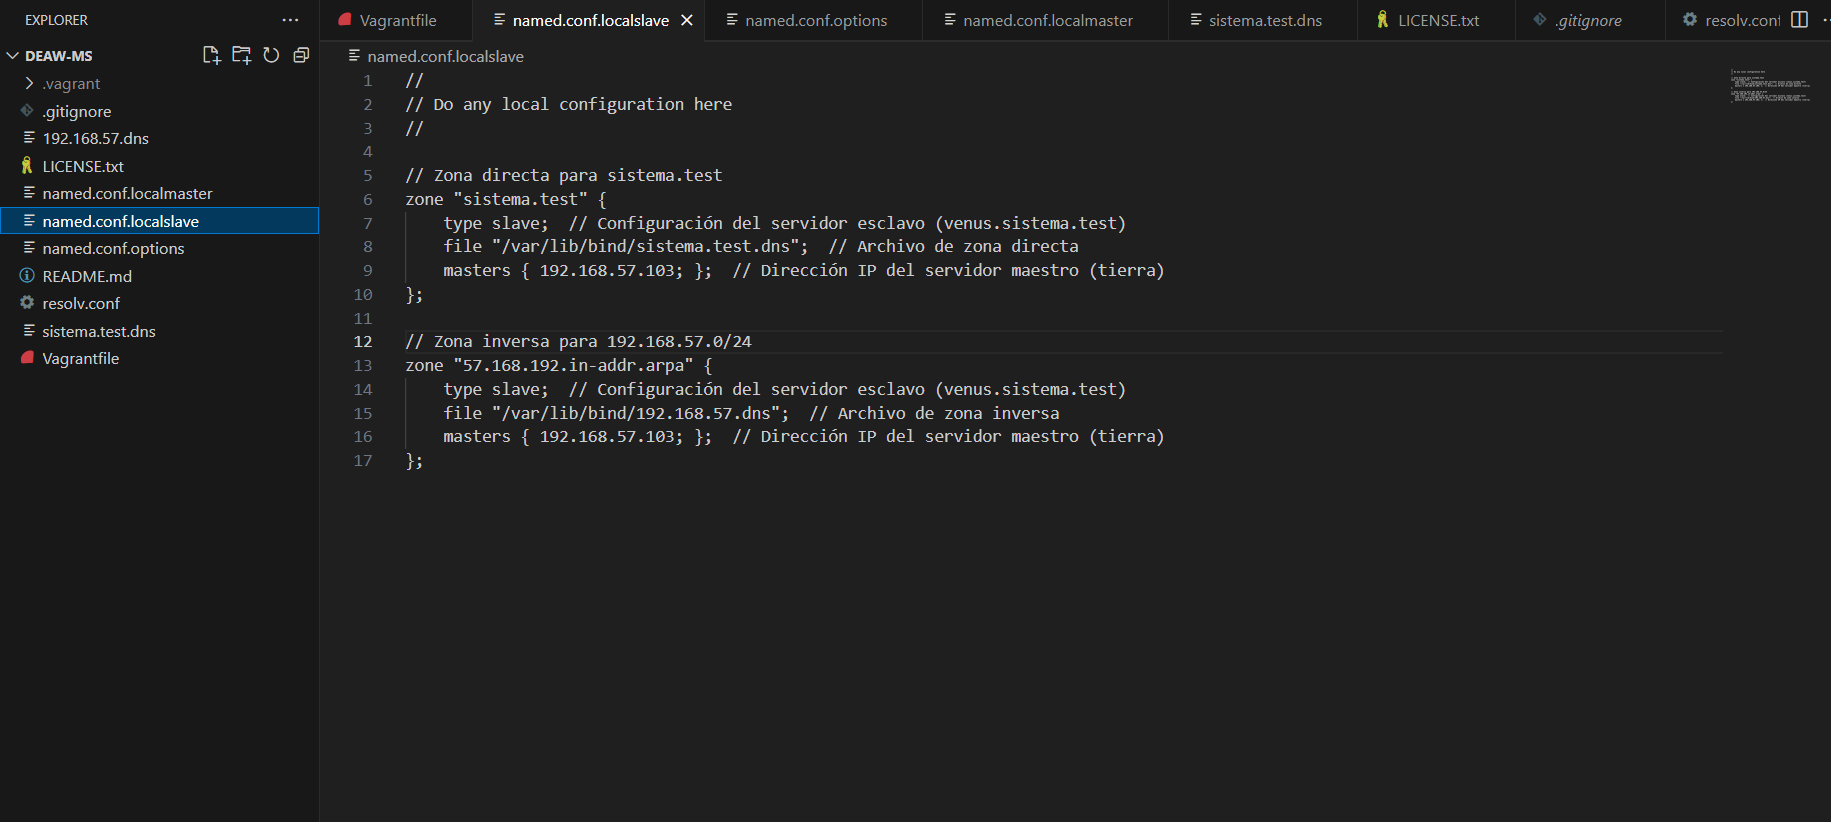 EXPLORER
DEAW-MS
.vagrant
.gitignore
192.168.57.dns
LICENSE.txt
named.conf.localmaster
named.conf.localslave
named.conf.options
README.md
resolv.conf
sistema.test.dns
Vagrantfile
Vagrantfile
named.conf.localslave
named.conf.options
named.conf.localmaster
sistema.test.dns
LICENSE.txt
.gitignore
resolv.conf
named.conf.localslave
1 //
2 // Do any local configuration here
3 //
4
5 // Zona directa para sistema.test
6 zone "sistema.test" {
7 type slave; // Configuración del servidor esclavo (venus.sistema.test)
8 file "/var/lib/bind/sistema.test.dns"; // Archivo de zona directa
9 masters { 192.168.57.103; }; // Dirección IP del servidor maestro (tierra)
10 };
11
12 // Zona inversa para 192.168.57.0/24
13 zone "57.168.192.in-addr.arpa" {
14 type slave; // Configuración del servidor esclavo (venus.sistema.test)
15 file "/var/lib/bind/192.168.57.dns"; // Archivo de zona inversa
16 masters { 192.168.57.103; }; // Dirección IP del servidor maestro (tierra)
17 };